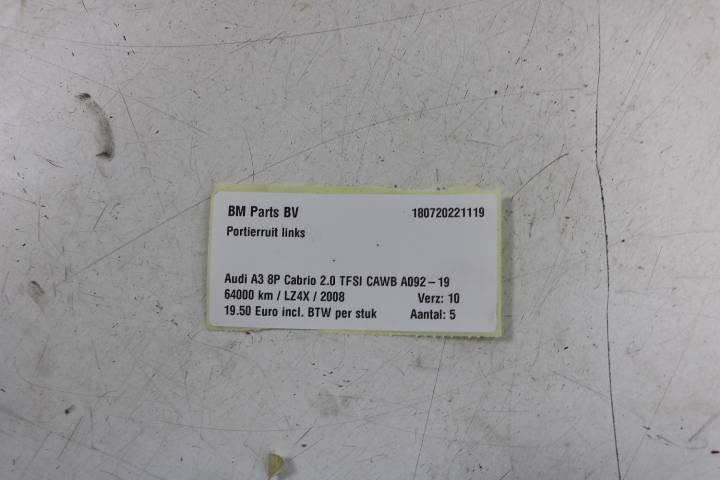 BM Parts BV 180720221119
Portierruit links
Audi A3 8P Cabrio 2.0 TFSI CAWB A092-19
64000 km / LZ4X / 2008 Verz: 10
19.50 Euro incl. BTW per stuk Aantal: 5